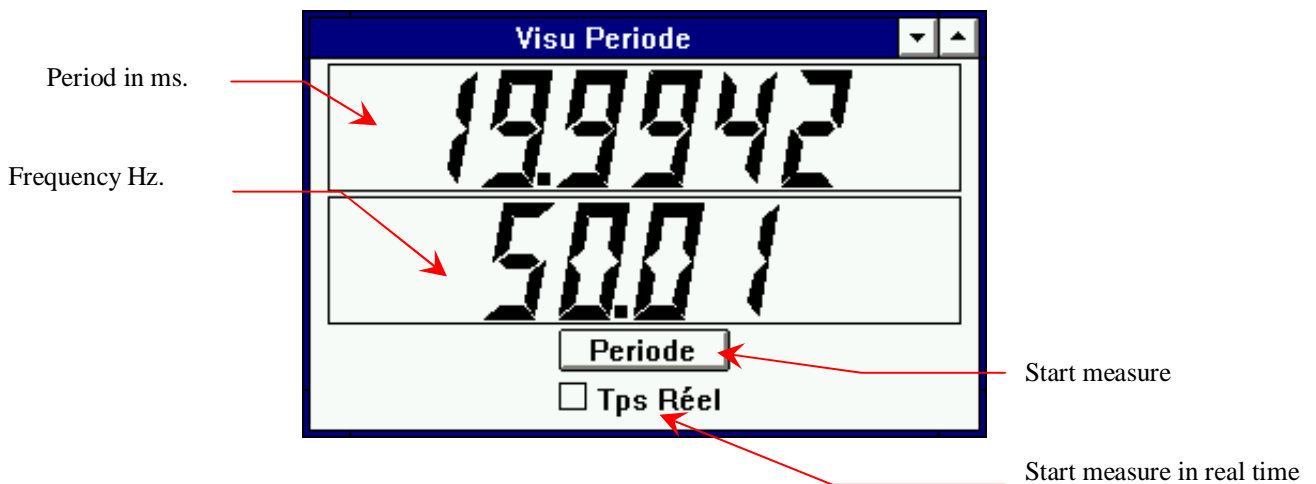 Visu Periode
Period in ms.
19.9942
Frequency Hz.
50.01
Periode
Start measure
Tps Réel
Start measure in real time